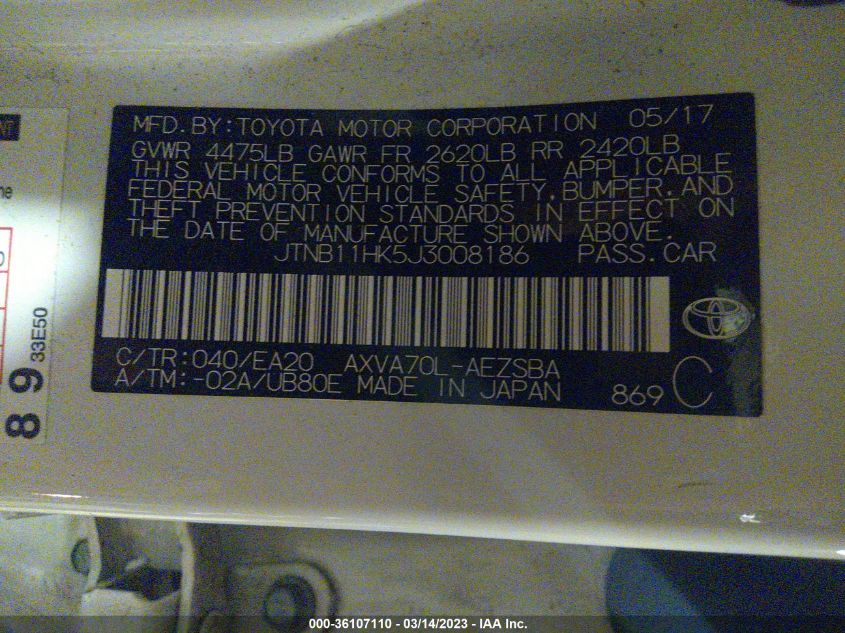 MFD.BY:TOYOTA MOTOR CORPORATION 05/17
GVWR 4475LB GAWR FR 2620LB RR 2420LB
THIS VEHICLE CONFORMS TO ALL APPLICABLE
FEDERAL MOTOR VEHICLE SAFETY,BUMPER,AND
THEFT PREVENTION STANDARDS IN EFFECT ON
THE DATE OF MANUFACTURE SHOWN ABOVE.
JTNB11HK5J3008186 PASS.CAR
C/TR:040/EA20 AXVA70L-AEZSBA
A/TM:-02A/UB80E MADE IN JAPAN
869 C
89
33E50
000-36107110 - 03/14/2023 - IAA Inc.